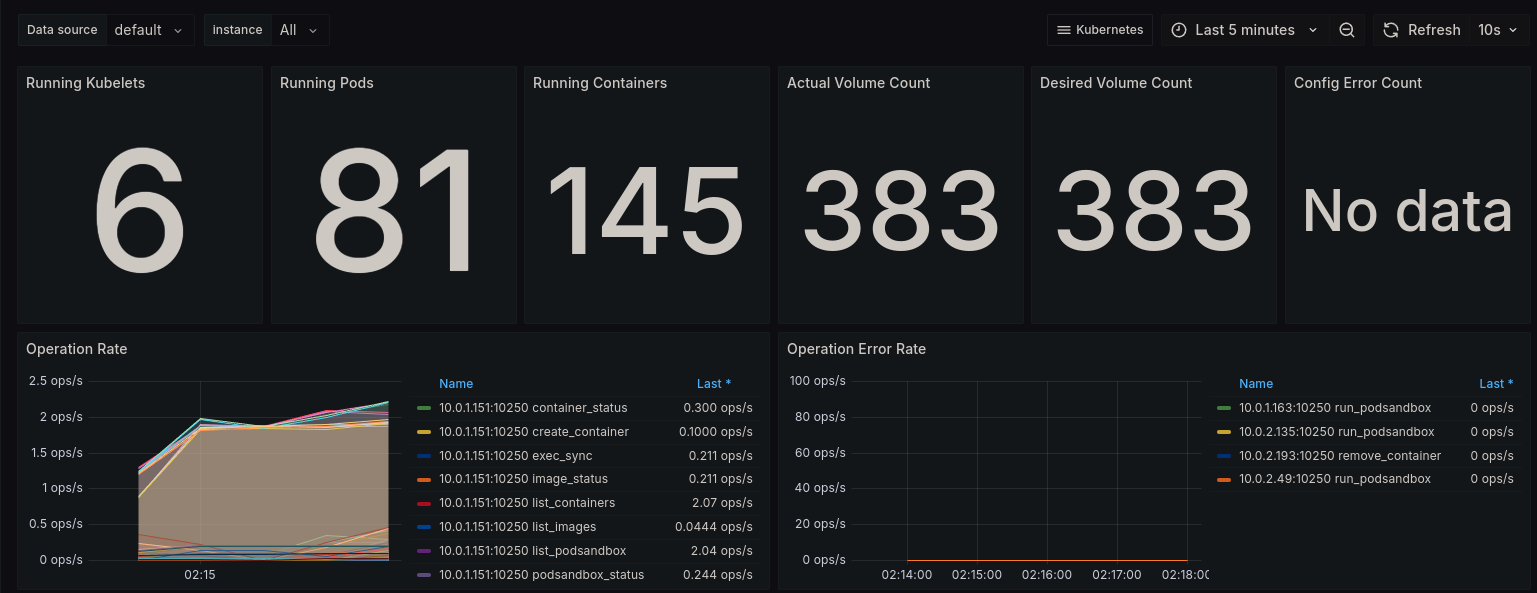 Data source default instance All Kubernetes Last 5 minutes Refresh 10s
Running Kubelets Running Pods Running Containers Actual Volume Count Desired Volume Count Config Error Count
6 81 145 383 383 No data
Operation Rate
2.5 ops/s
2 ops/s
1.5 ops/s
1 ops/s
0.5 ops/s
0 ops/s
02:15
Name Last *
10.0.1.151:10250 container_status 0.300 ops/s
10.0.1.151:10250 create_container 0.1000 ops/s
10.0.1.151:10250 exec_sync 0.211 ops/s
10.0.1.151:10250 image_status 0.211 ops/s
10.0.1.151:10250 list_containers 2.07 ops/s
10.0.1.151:10250 list_images 0.0444 ops/s
10.0.1.151:10250 list_podsandbox 2.04 ops/s
10.0.1.151:10250 podsandbox_status 0.244 ops/s
Operation Error Rate
100 ops/s
80 ops/s
60 ops/s
40 ops/s
20 ops/s
0 ops/s
02:14:00 02:15:00 02:16:00 02:17:00 02:18:00
Name Last *
10.0.1.163:10250 run_podsandbox 0 ops/s
10.0.2.135:10250 run_podsandbox 0 ops/s
10.0.2.193:10250 remove_container 0 ops/s
10.0.2.49:10250 run_podsandbox 0 ops/s